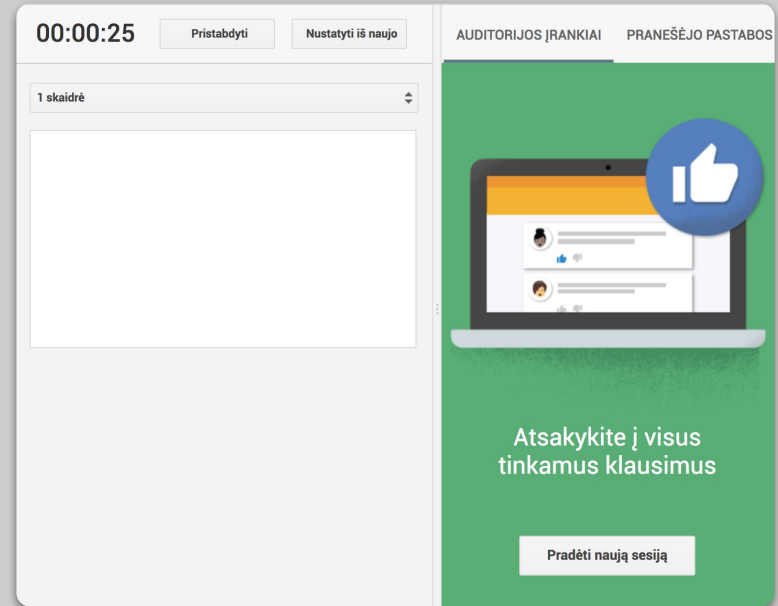 00:00:25 Pristabdyti Nustatyti iš naujo
1 skaidrė
AUDITORIJOS ĮRANKIAI PRANEŠĖJO PASTABOS
Atsakykite į visus
tinkamus klausimus
Pradėti naują sesiją